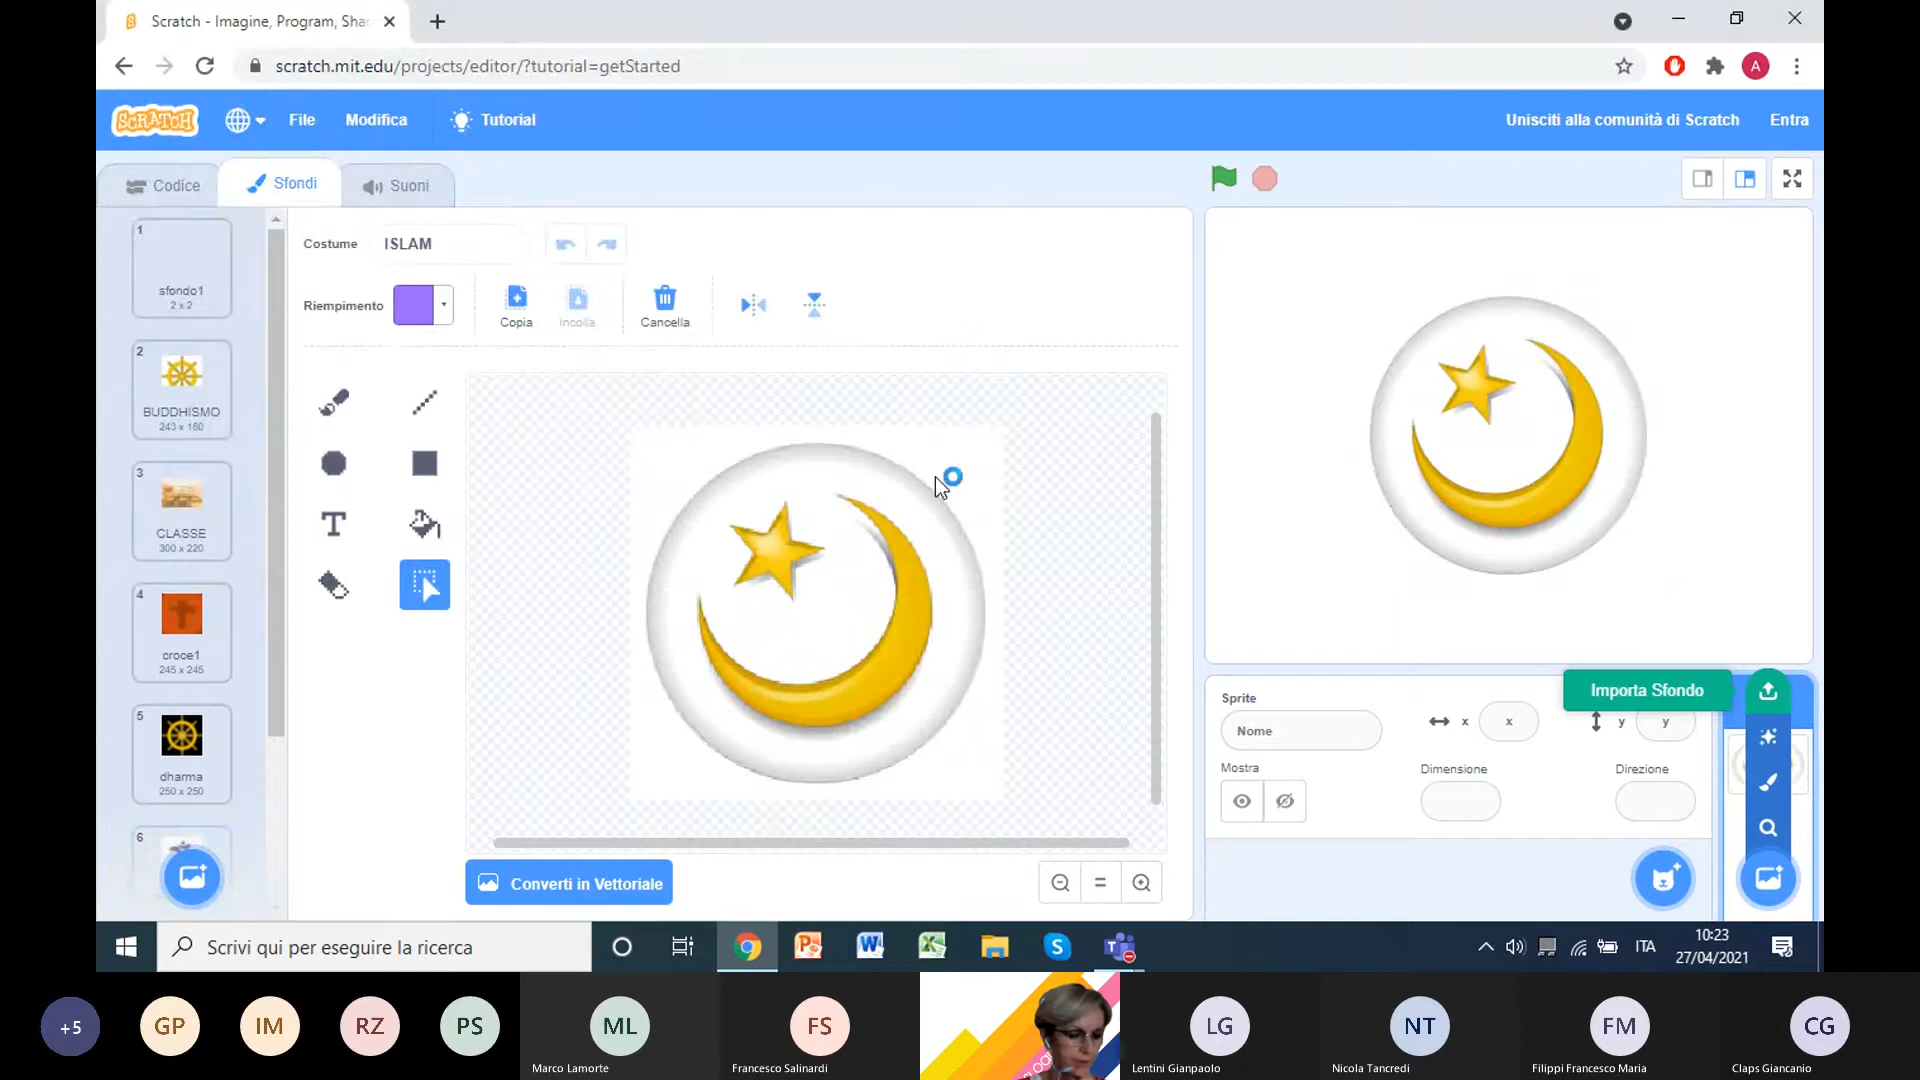 Scratch - Imagine, Program, Sha
scratch.mit.edu/projects/editor/?tutorial=getStarted
A
SCRATCH
File
Modifica
Tutorial
Unisciti alla comunità di Scratch
Entra
Codice
Sfondi
Suoni
Costume
ISLAM
Riempimento
Copia
Incolla
Cancella
1
sfondo1
2 x 2
2
BUDDHISMO
243 x 160
3
CLASSE
300 x 220
4
croce1
245 x 245
5
dharma
250 x 250
6
T
Converti in Vettoriale
Importa Sfondo
Sprite
Nome
x
x
y
y
Mostra
Dimensione
Direzione
Scrivi qui per eseguire la ricerca
ITA
10:23
27/04/2021
+5
GP
IM
RZ
PS
ML
Marco Lamorte
FS
Francesco Salinardi
LG
Lentini Gianpaolo
NT
Nicola Tancredi
FM
Filippi Francesco Maria
CG
Claps Giancanio